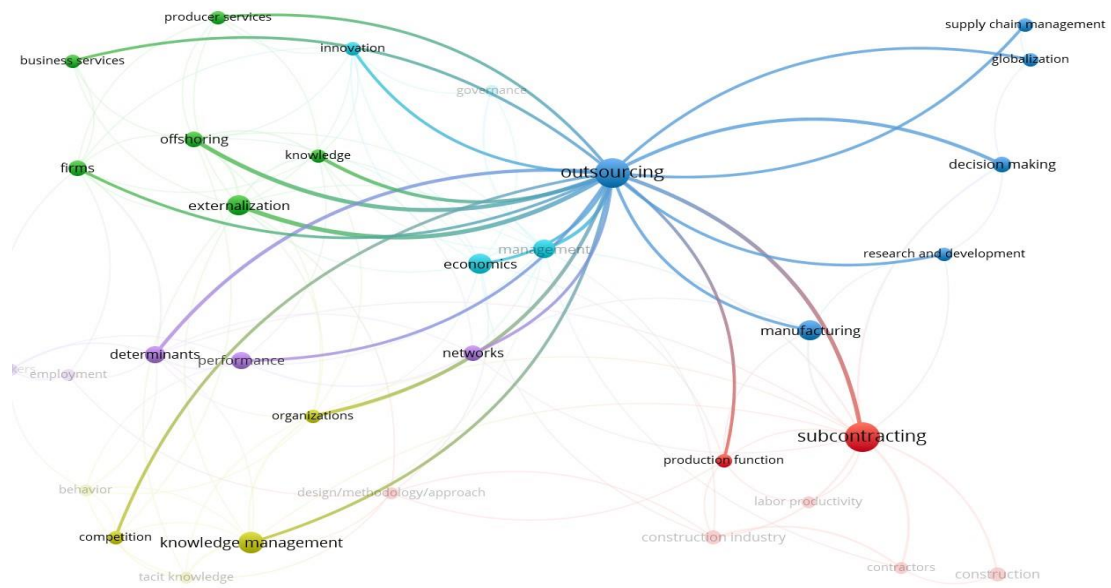 producer services
supply chain management
innovation
business services
globalization
governance
offshoring
knowledge
firms
decision making
outsourcing
externalization
management
research and development
economics
manufacturing
determinants
performance
networks
employment
organizations
subcontracting
production function
behavior
design/methodology/approach
labor productivity
competition
knowledge management
construction industry
contractors
tacit knowledge
construction